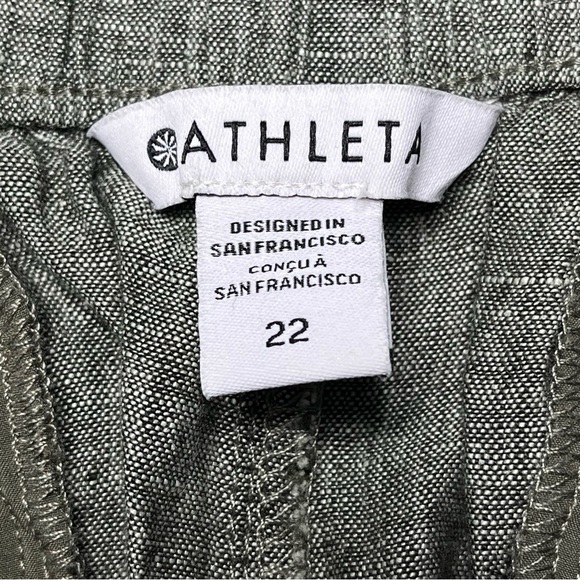 ATHLETA
DESIGNED IN
SAN FRANCISCO
CONÇU À
SAN FRANCISCO
22